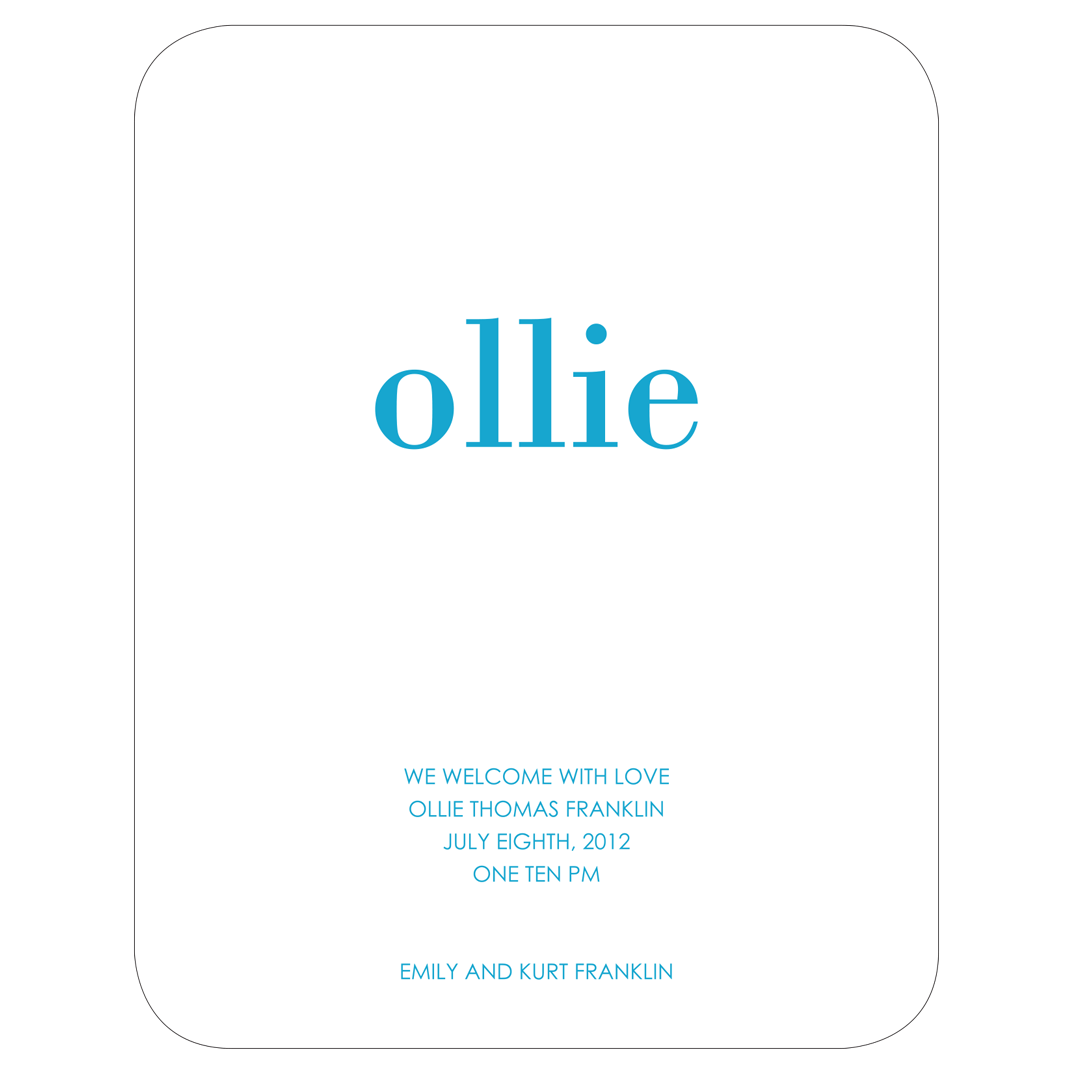 ollie
WE WELCOME WITH LOVE
OLLIE THOMAS FRANKLIN
JULY EIGHTH, 2012
ONE TEN PM
EMILY AND KURT FRANKLIN